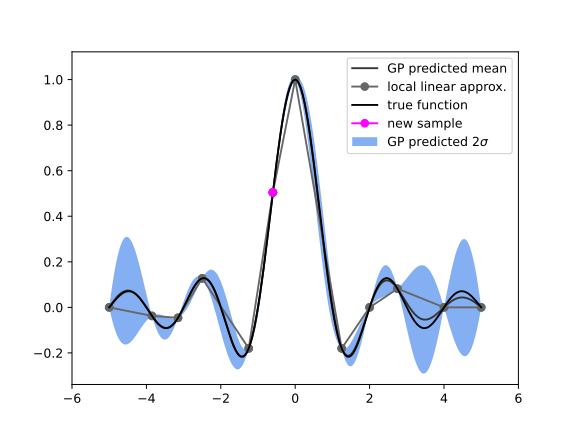 1.0
0.8
0.6
0.4
0.2
0.0
−0.2
−6 −4 −2 0 2 4 6
GP predicted mean
local linear approx.
true function
new sample
GP predicted 2σ